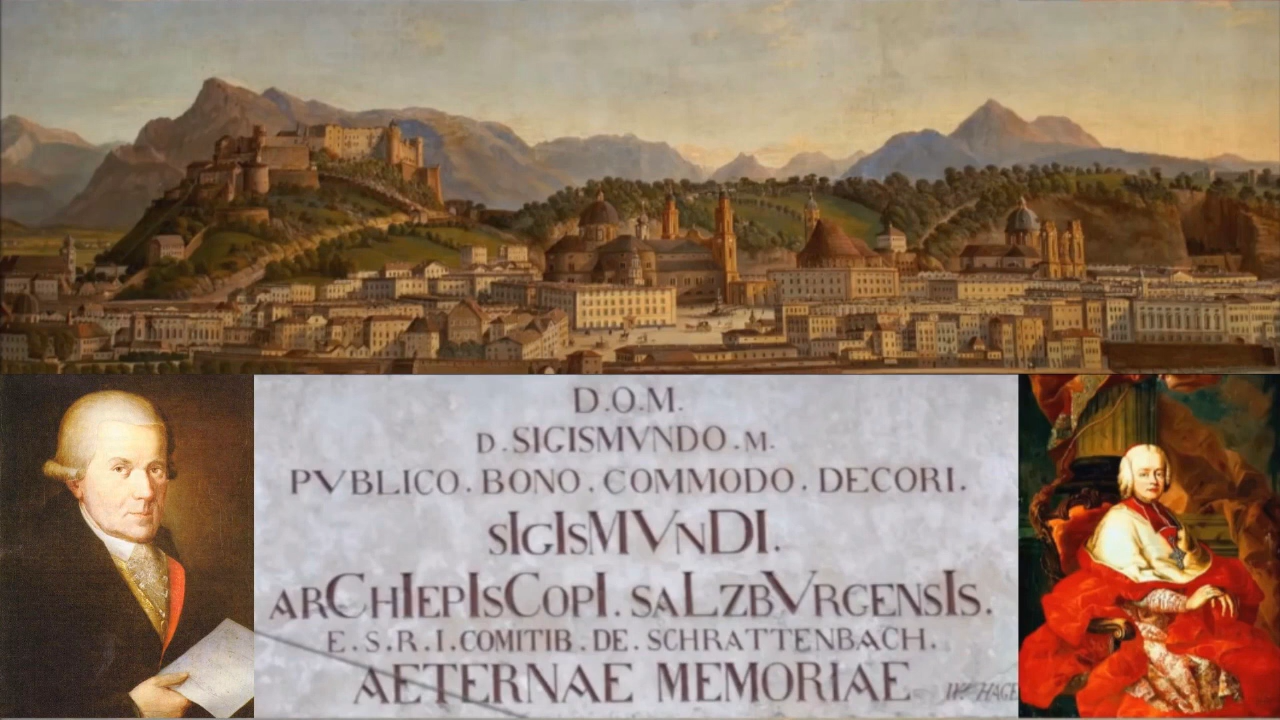 D.O.M.
D. SIGISMVNDO. M.
PVBLICO. BONO. COMMODO. DECORI.
SIGISMVNDI.
ARCHIEPISCOPI. SALZBVRGENSIS.
E. S. R. I. COMITIB. DE. SCHRATTENBACH.
AETERNAE MEMORIAE